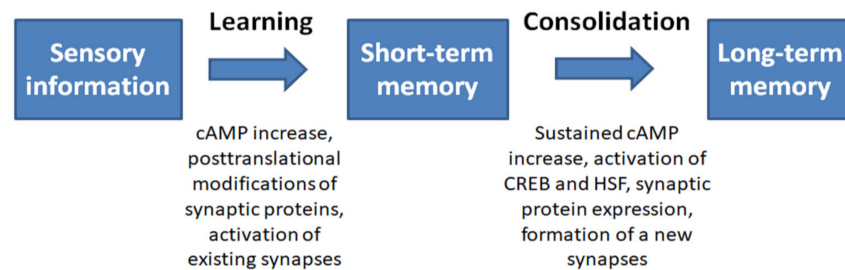 Learning
Consolidation
Sensory
information
Short-term
memory
Long-term
memory
cAMP increase,
posttranslational
modifications of
synaptic proteins,
activation of
existing synapses
Sustained cAMP
increase, activation of
CREB and HSF, synaptic
protein expression,
formation of a new
synapses